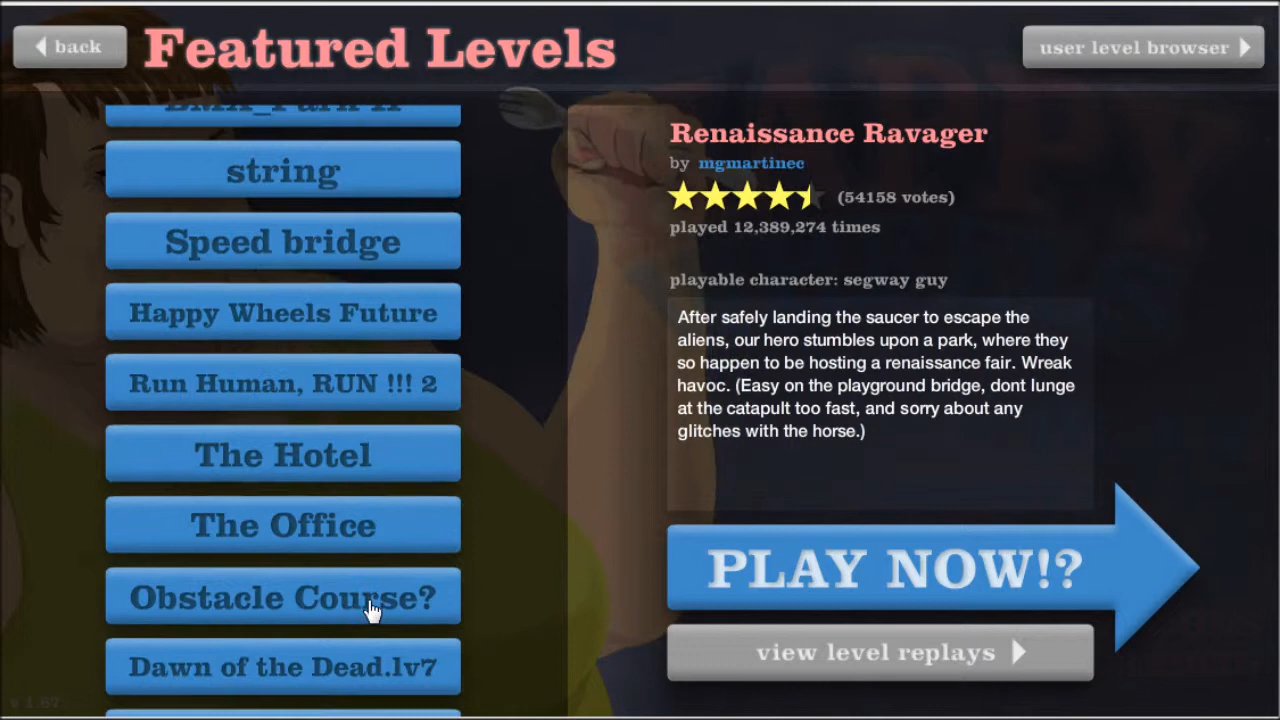 back
Featured Levels
user level browser
string
Speed bridge
Happy Wheels Future
Run Human, RUN !!! 2
The Hotel
The Office
Obstacle Course?
Dawn of the Dead.lv7
Renaissance Ravager
by mgmartinec
(54158 votes)
played 12,389,274 times
playable character: segway guy
After safely landing the saucer to escape the
aliens, our hero stumbles upon a park, where they
so happen to be hosting a renaissance fair. Wreak
havoc. (Easy on the playground bridge, dont lunge
at the catapult too fast, and sorry about any
glitches with the horse.)
PLAY NOW!?
view level replays
v 1.67